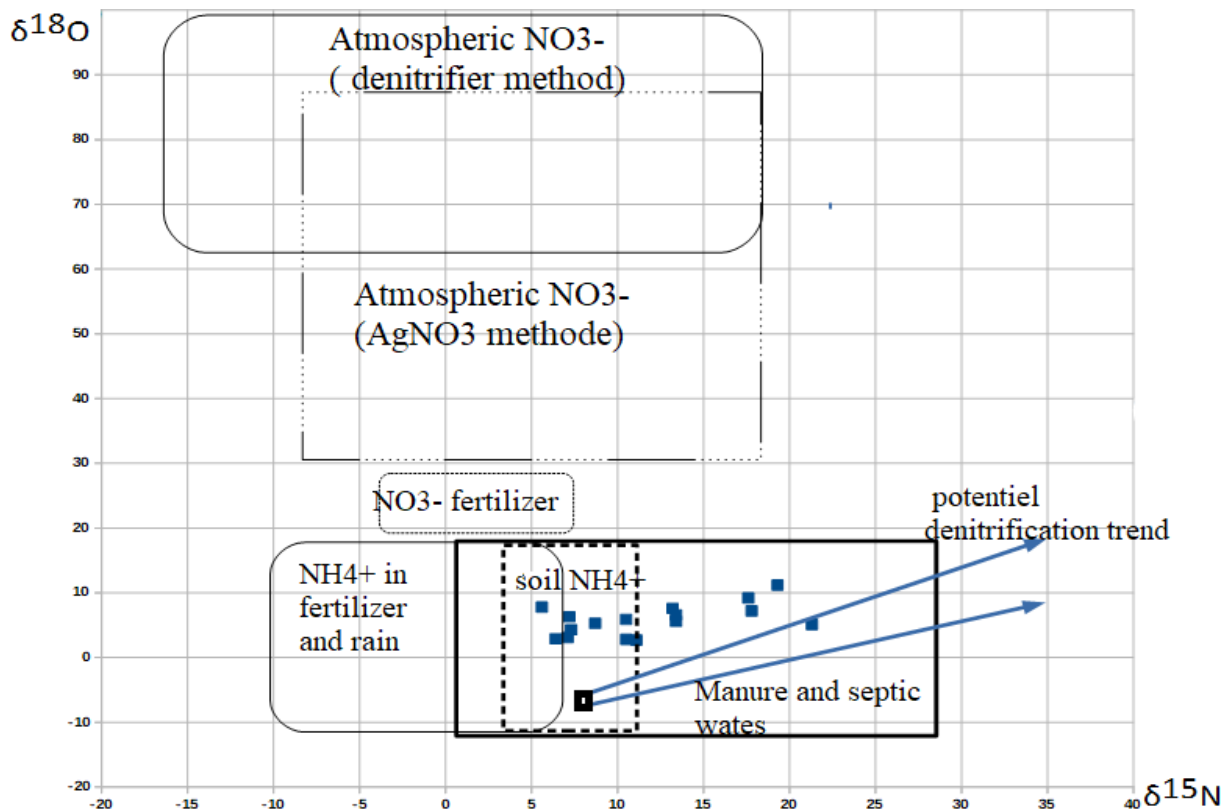 δ18O
Atmospheric NO3-
( denitrifier method)
90
80
70
60
50
40
30
20
10
0
-10
-20
Atmospheric NO3-
(AgNO3 methode)
NO3- fertilizer
potentiel
denitrification trend
NH4+ in
fertilizer
and rain
soil NH4+
Manure and septic
wates
-20 -15 -10 -5 0 5 10 15 20 25 30 35 40
δ15N